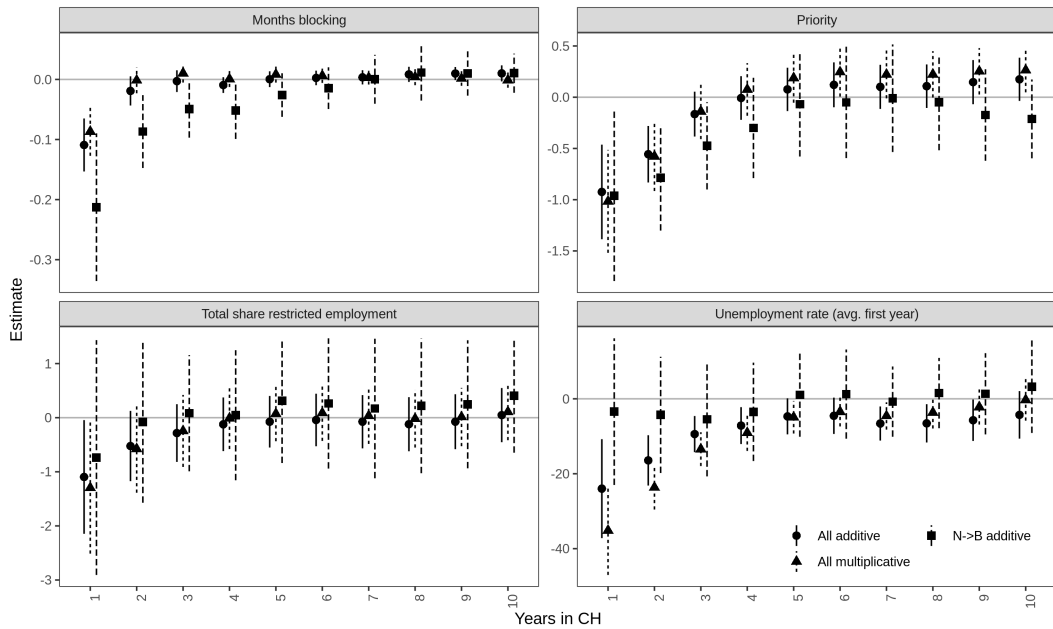 Months blocking
Priority
0.0
-0.1
-0.2
-0.3
0.5
0.0
-0.5
-1.0
-1.5
Estimate
Total share restricted employment
Unemployment rate (avg. first year)
1
0
-1
-2
-3
0
-20
-40
All additive
N->B additive
All multiplicative
1 2 3 4 5 6 7 8 9 10
1 2 3 4 5 6 7 8 9 10
Years in CH